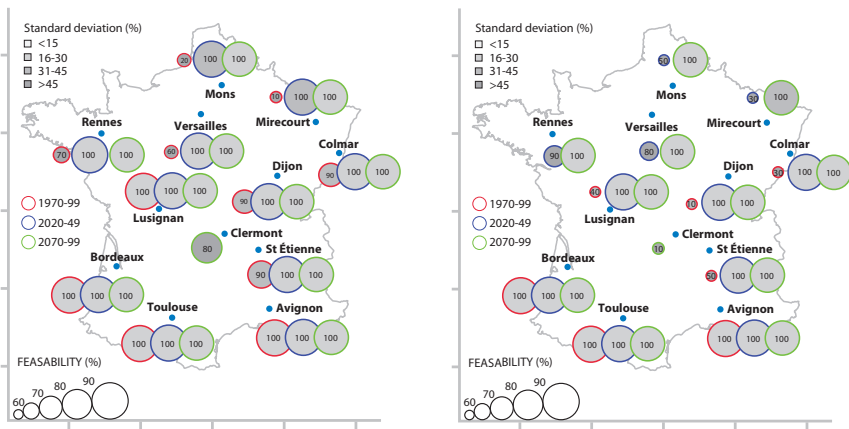 Standard deviation (%)
<15
16-30
31-45
>45
20 100 100
Mons
10 100 100
Mirecourt
Rennes
70 100 100
Versailles
60 100 100
Colmar
90 100 100
Dijon
90 100 100
100 100 100
Lusignan
1970-99
2020-49
2070-99
Clermont
80
St Étienne
90 100 100
Bordeaux
100 100 100
Toulouse
100 100 100
Avignon
100 100 100
FEASABILITY (%)
60 70 80 90
Standard deviation (%)
<15
16-30
31-45
>45
50 100
Mons
30 100
Mirecourt
Rennes
90 100
Versailles
80 100
Colmar
30 100 100
Dijon
10 100 100
40 100 100
Lusignan
1970-99
2020-49
2070-99
Clermont
10
St Étienne
50 100 100
Bordeaux
100 100 100
Toulouse
100 100 100
Avignon
100 100 100
FEASABILITY (%)
60 70 80 90